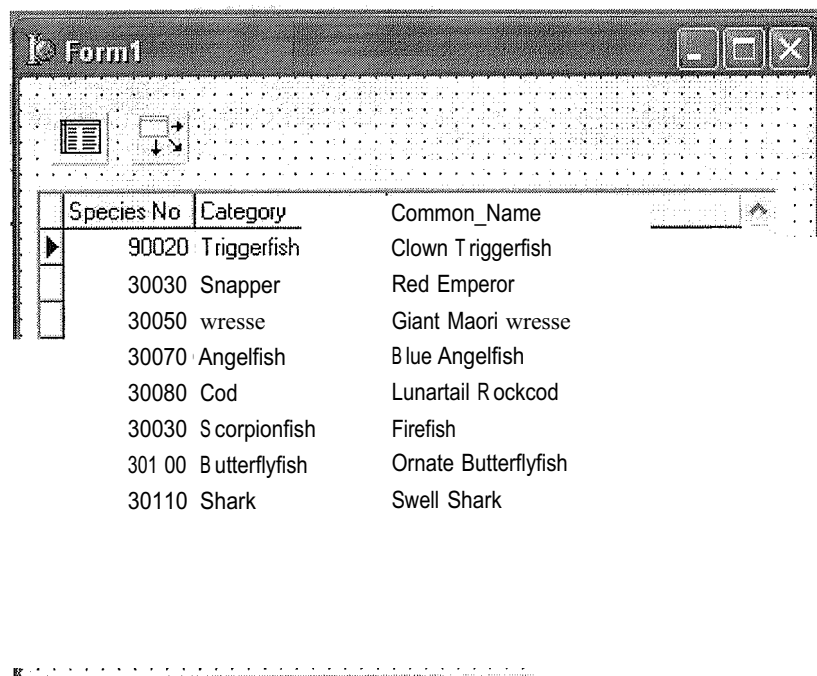 Form1
Species No Category Common_Name
90020 Triggerfish Clown Triggerfish
30030 Snapper Red Emperor
30050 wresse Giant Maori wresse
30070 Angelfish Blue Angelfish
30080 Cod Lunartail Rockcod
30030 Scorpionfish Firefish
301 00 Butterflyfish Ornate Butterflyfish
30110 Shark Swell Shark